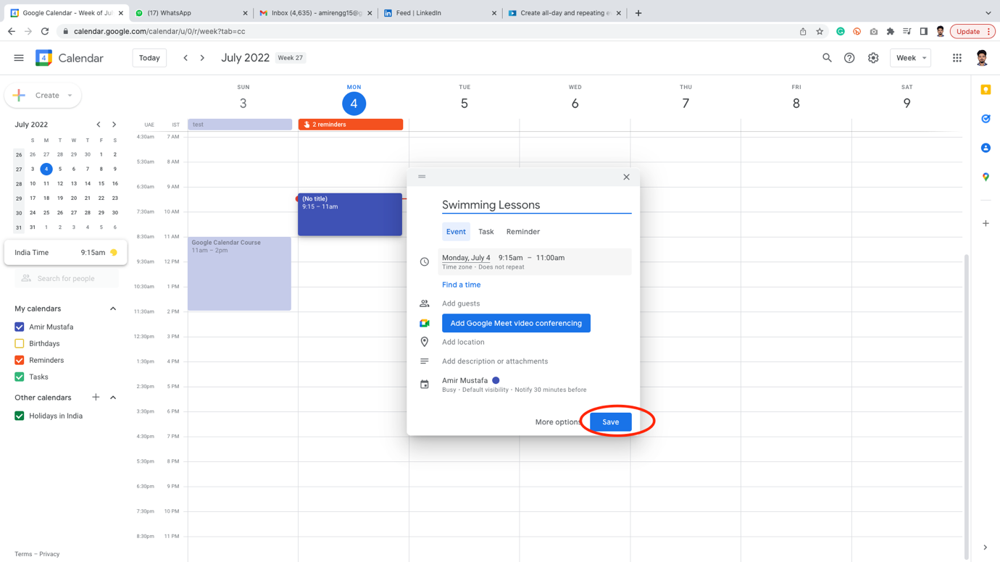 Google Calendar - Week of Jul
(17) WhatsApp
Inbox (4,635) - amirengg15@g
Feed | LinkedIn
Create all-day and repeating e
calendar.google.com/calendar/u/0/r/week?tab=cc
Update
4 Calendar
Today
July 2022
Week 27
Week
Create
SUN
MON
TUE
WED
THU
FRI
SAT
3
4
5
6
7
8
9
July 2022
UAE
IST
test
2 reminders
S M T W T F S
26 26 27 28 29 30 1 2
27 3 4 5 6 7 8 9
28 10 11 12 13 14 15 16
29 17 18 19 20 21 22 23
30 24 25 26 27 28 29 30
31 31 1 2 3 4 5 6
India Time 9:15am
Search for people
My calendars
Amir Mustafa
Birthdays
Reminders
Tasks
Other calendars
Holidays in India
Terms – Privacy
4:30am 7 AM
5:30am 8 AM
6:30am 9 AM
7:30am 10 AM
8:30am 11 AM
9:30am 12 PM
10:30am 1 PM
11:30am 2 PM
12:30pm 3 PM
1:30pm 4 PM
2:30pm 5 PM
3:30pm 6 PM
4:30pm 7 PM
5:30pm 8 PM
6:30pm 9 PM
7:30pm 10 PM
8:30pm 11 PM
Google Calendar Course
11am – 2pm
(No title)
9:15 – 11am
Swimming Lessons
Event
Task
Reminder
Monday, July 4 9:15am – 11:00am
Time zone · Does not repeat
Find a time
Add guests
Add Google Meet video conferencing
Add location
Add description or attachments
Amir Mustafa
Busy · Default visibility · Notify 30 minutes before
More options
Save